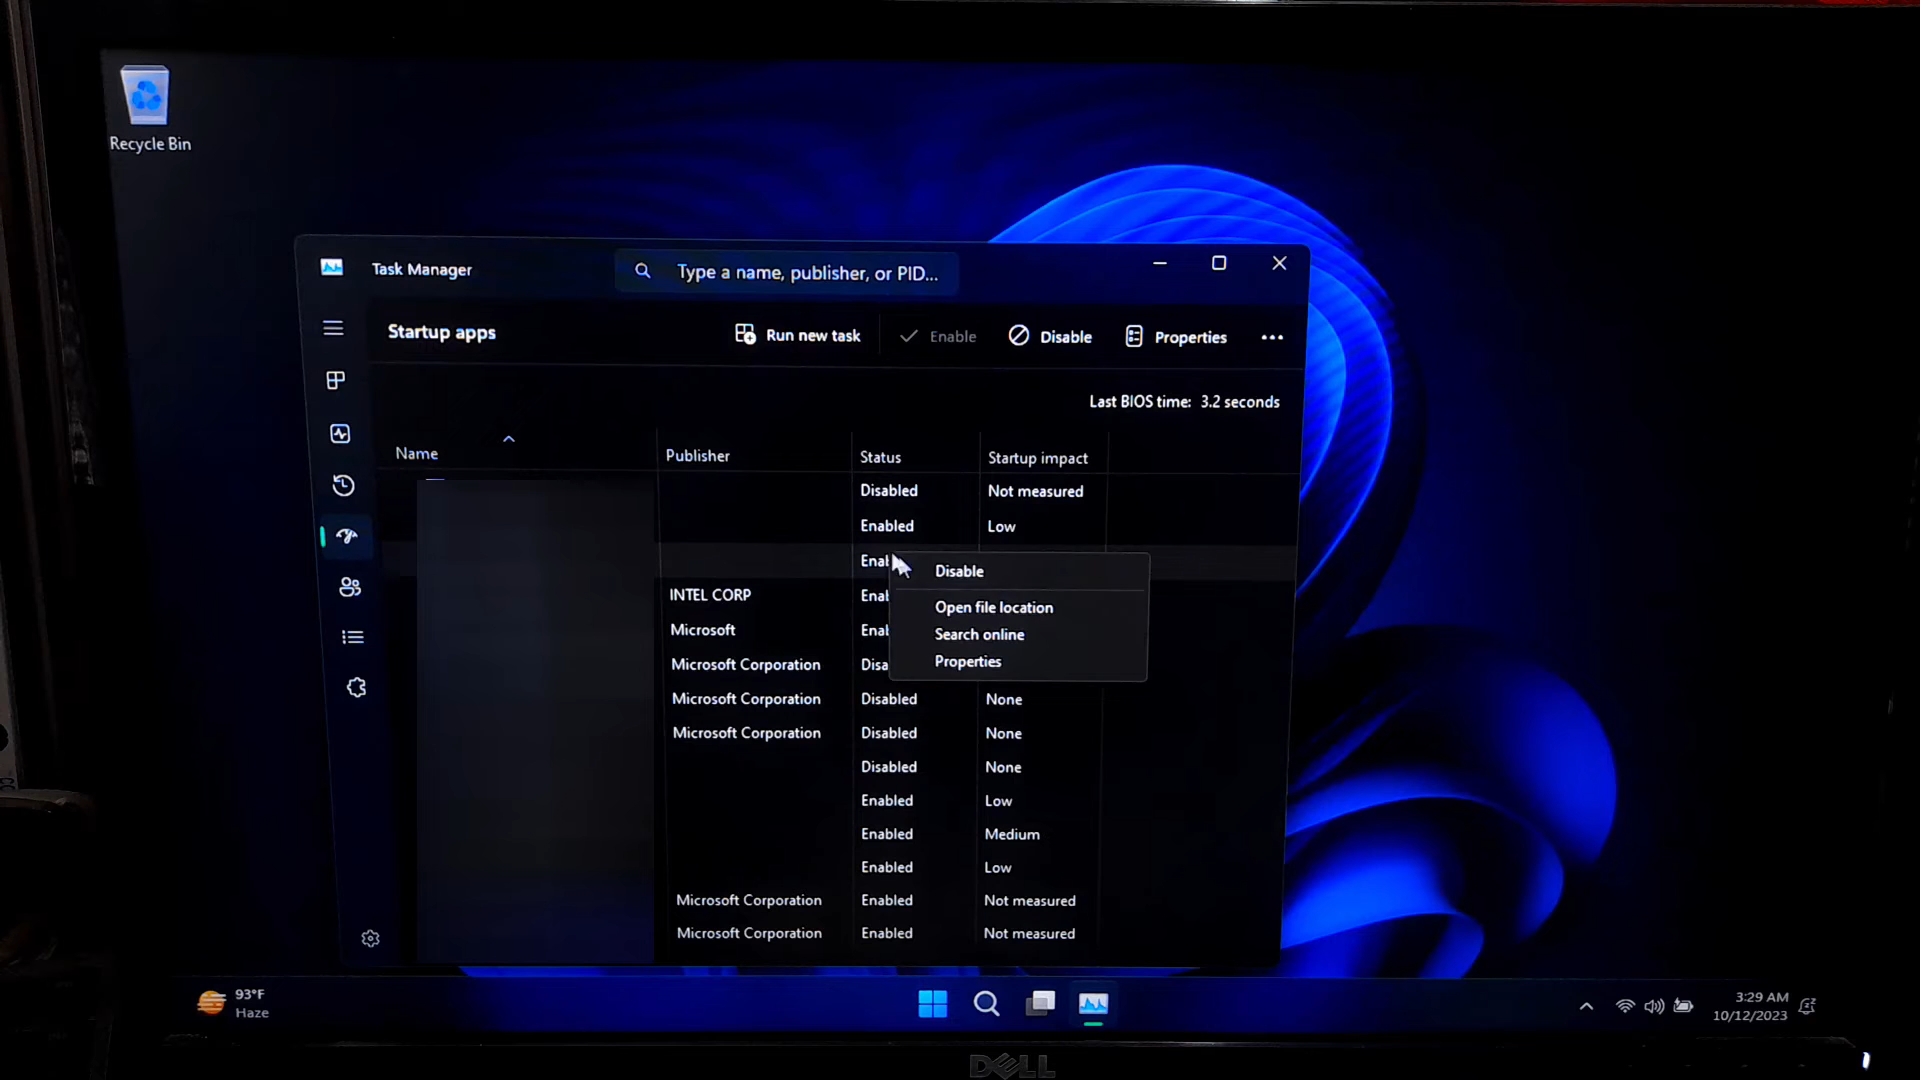 Recycle Bin
Task Manager
Type a name, publisher, or PID...
Startup apps
Run new task
Enable
Disable
Properties
Last BIOS time: 3.2 seconds
Name
Publisher
Status
Startup impact
Disabled
Not measured
Enabled
Low
Enab
Disable
INTEL CORP
Enab
Open file location
Microsoft
Enab
Search online
Microsoft Corporation
Disa
Properties
Microsoft Corporation
Disabled
None
Microsoft Corporation
Disabled
None
Disabled
None
Enabled
Low
Enabled
Medium
Enabled
Low
Microsoft Corporation
Enabled
Not measured
Microsoft Corporation
Enabled
Not measured
93°F
Haze
3:29 AM
10/12/2023
DELL